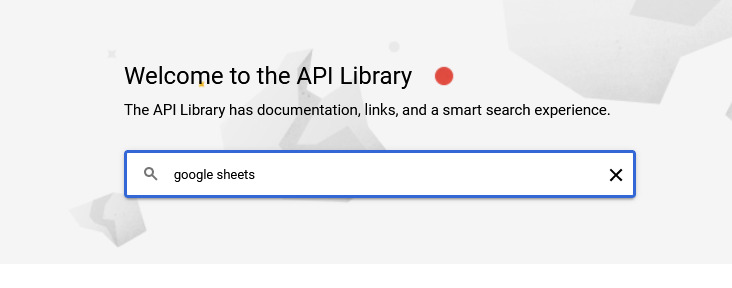 Welcome to the API Library
The API Library has documentation, links, and a smart search experience.
google sheets